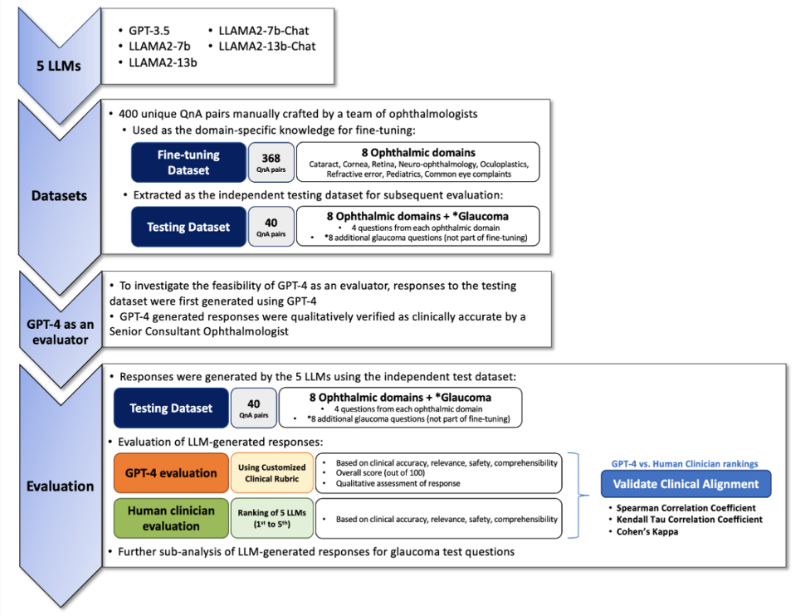 5 LLMs
• GPT-3.5
• LLAMA2-7b
• LLAMA2-13b
• LLAMA2-7b-Chat
• LLAMA2-13b-Chat
Datasets
• 400 unique QnA pairs manually crafted by a team of ophthalmologists
• Used as the domain-specific knowledge for fine-tuning:
Fine-tuning
Dataset
368
QnA pairs
8 Ophthalmic domains
Cataract, Cornea, Retina, Neuro-ophthalmology, Oculoplastics,
Refractive error, Pediatrics, Common eye complaints
• Extracted as the independent testing dataset for subsequent evaluation:
Testing Dataset
40
QnA pairs
8 Ophthalmic domains + *Glaucoma
• 4 questions from each ophthalmic domain
• *8 additional glaucoma questions (not part of fine-tuning)
GPT-4 as an
evaluator
• To investigate the feasibility of GPT-4 as an evaluator, responses to the testing
dataset were first generated using GPT-4
• GPT-4 generated responses were qualitatively verified as clinically accurate by a
Senior Consultant Ophthalmologist
Evaluation
• Responses were generated by the 5 LLMs using the independent test dataset:
Testing Dataset
40
QnA pairs
8 Ophthalmic domains + *Glaucoma
• 4 questions from each ophthalmic domain
• *8 additional glaucoma questions (not part of fine-tuning)
• Evaluation of LLM-generated responses:
GPT-4 evaluation
Using Customized
Clinical Rubric
• Based on clinical accuracy, relevance, safety, comprehensibility
• Overall score (out of 100)
• Qualitative assessment of response
Human clinician
evaluation
Ranking of 5 LLMs
(1st to 5th)
• Based on clinical accuracy, relevance, safety, comprehensibility
GPT-4 vs. Human Clinician rankings
Validate Clinical Alignment
• Spearman Correlation Coefficient
• Kendall Tau Correlation Coefficient
• Cohen's Kappa
• Further sub-analysis of LLM-generated responses for glaucoma test questions